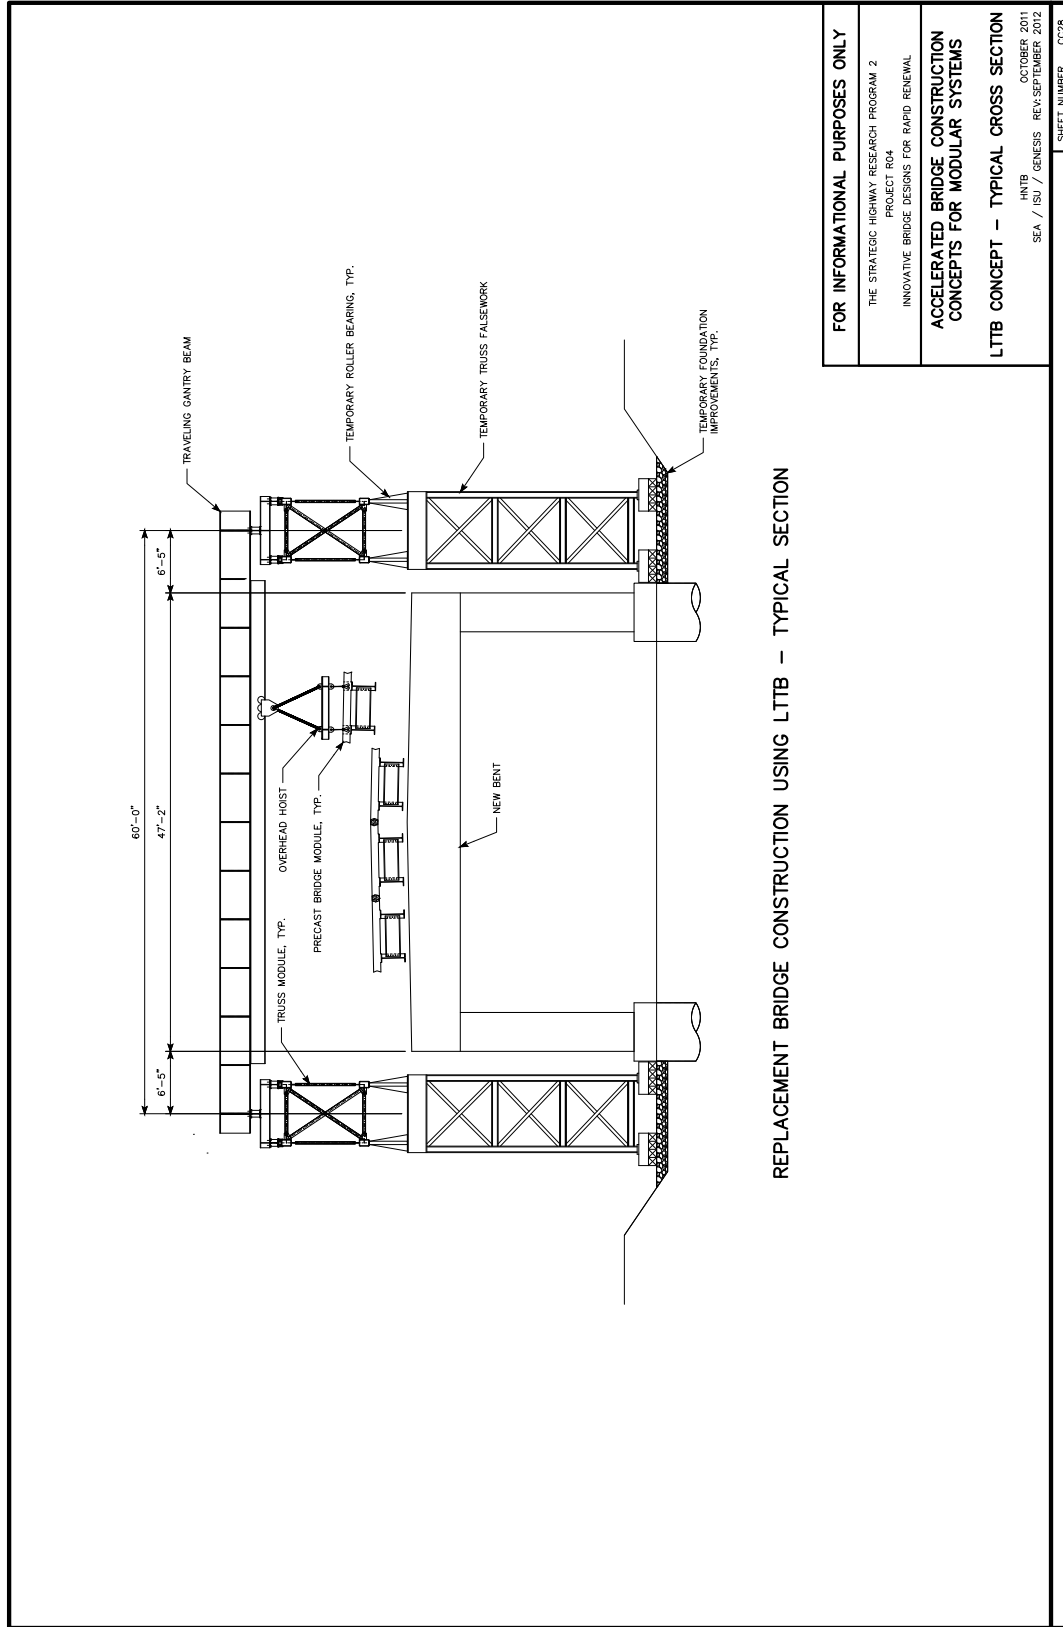 60'-0"
6'-5"
47'-2"
6'-5"
TRAVELING GANTRY BEAM
OVERHEAD HOIST
TRUSS MODULE, TYP.
PRECAST BRIDGE MODULE, TYP.
TEMPORARY ROLLER BEARING, TYP.
TEMPORARY TRUSS FALSEWORK
NEW BENT
TEMPORARY FOUNDATION
IMPROVEMENTS, TYP.
REPLACEMENT BRIDGE CONSTRUCTION USING LTTB - TYPICAL SECTION
FOR INFORMATIONAL PURPOSES ONLY
THE STRATEGIC HIGHWAY RESEARCH PROGRAM 2
PROJECT R04
INNOVATIVE BRIDGE DESIGNS FOR RAPID RENEWAL
ACCELERATED BRIDGE CONSTRUCTION
CONCEPTS FOR MODULAR SYSTEMS
LTTB CONCEPT - TYPICAL CROSS SECTION
HNTB OCTOBER 2011
SEA / ISU / GENESIS REV:SEPTEMBER 2012
SHEET NUMBER